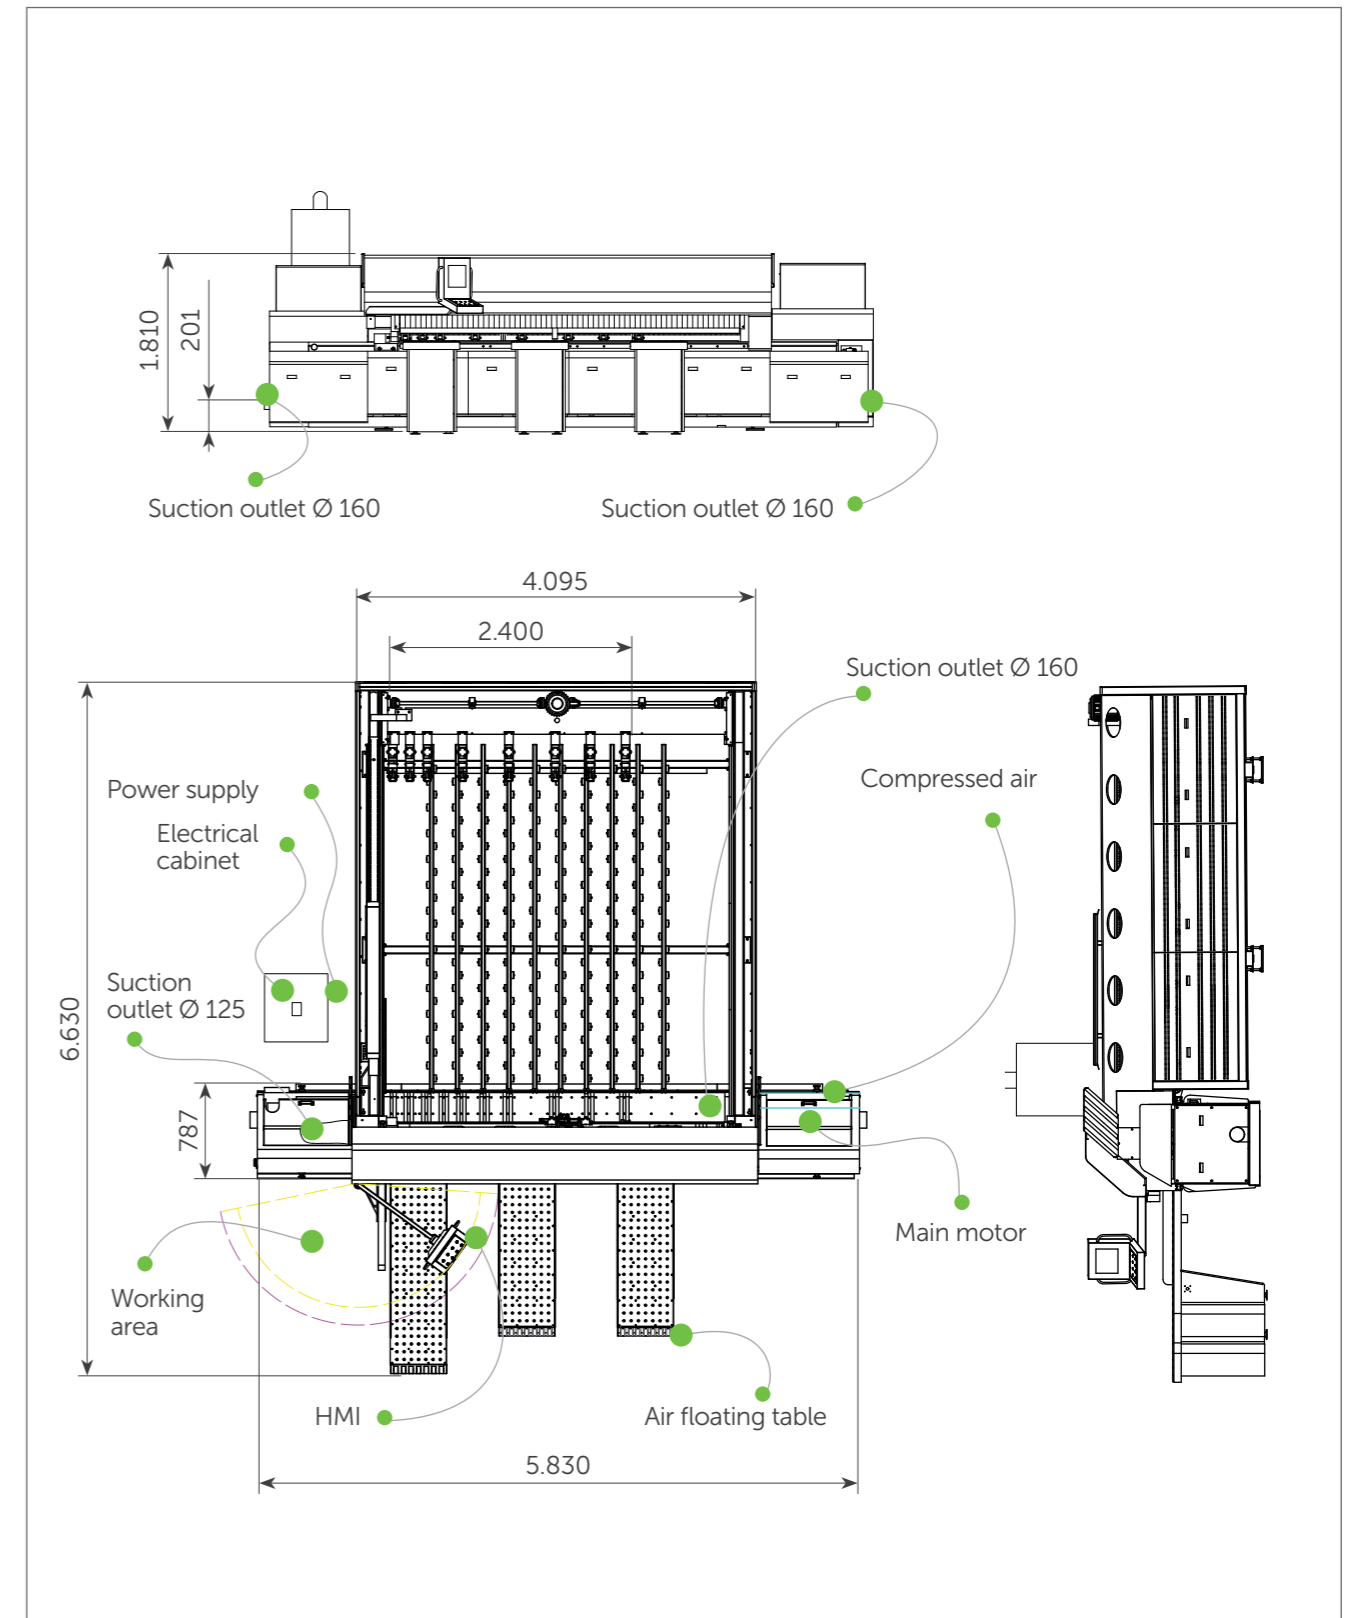 1.810
201
Suction outlet Ø 160
Suction outlet Ø 160
4.095
2.400
Suction outlet Ø 160
Compressed air
Power supply
Electrical
cabinet
Suction
outlet Ø 125
6.630
787
Main motor
Working
area
HMI
Air floating table
5.830